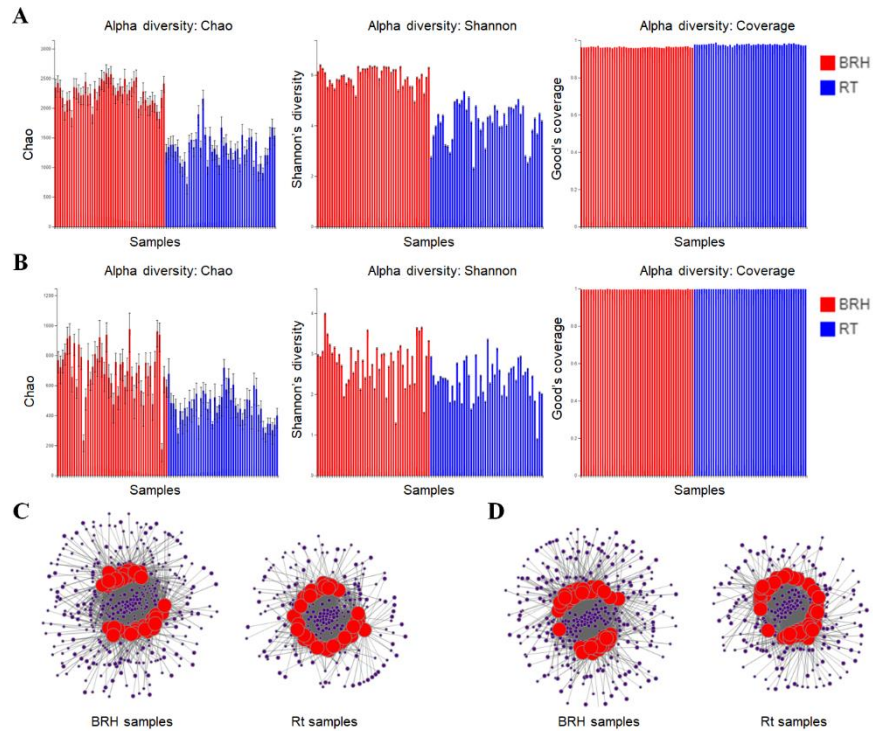 A
Alpha diversity: Chao
Alpha diversity: Shannon
Alpha diversity: Coverage
Chao
Shannon's diversity
Good's coverage
BRH
RT
Samples
Samples
Samples
B
Alpha diversity: Chao
Alpha diversity: Shannon
Alpha diversity: Coverage
Chao
Shannon's diversity
Good's coverage
BRH
RT
Samples
Samples
Samples
C
D
BRH samples
Rt samples
BRH samples
Rt samples